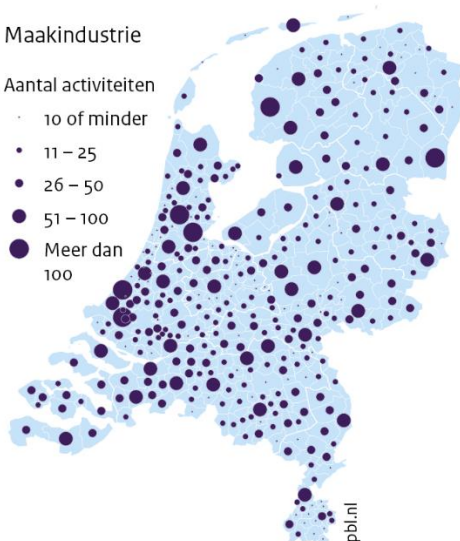 Maakindustrie
Aantal activiteiten
10 of minder
11 – 25
26 – 50
51 – 100
Meer dan
100
pbl.nl